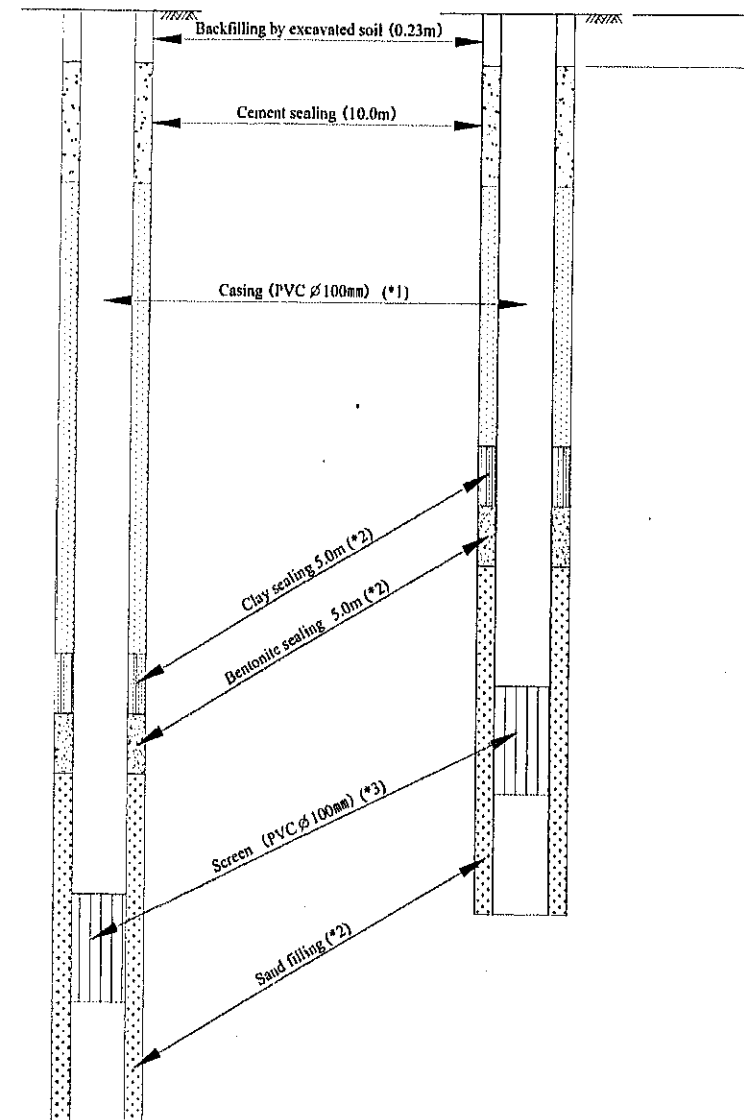 Backfilling by excavated soil (0.23m)
Cement sealing (10.0m)
Casing (PVC Ø100mm) (*1)
Clay sealing 5.0m (*2)
Bentonite sealing 5.0m (*2)
Screen (PVC Ø100mm) (*3)
Sand filling (*2)